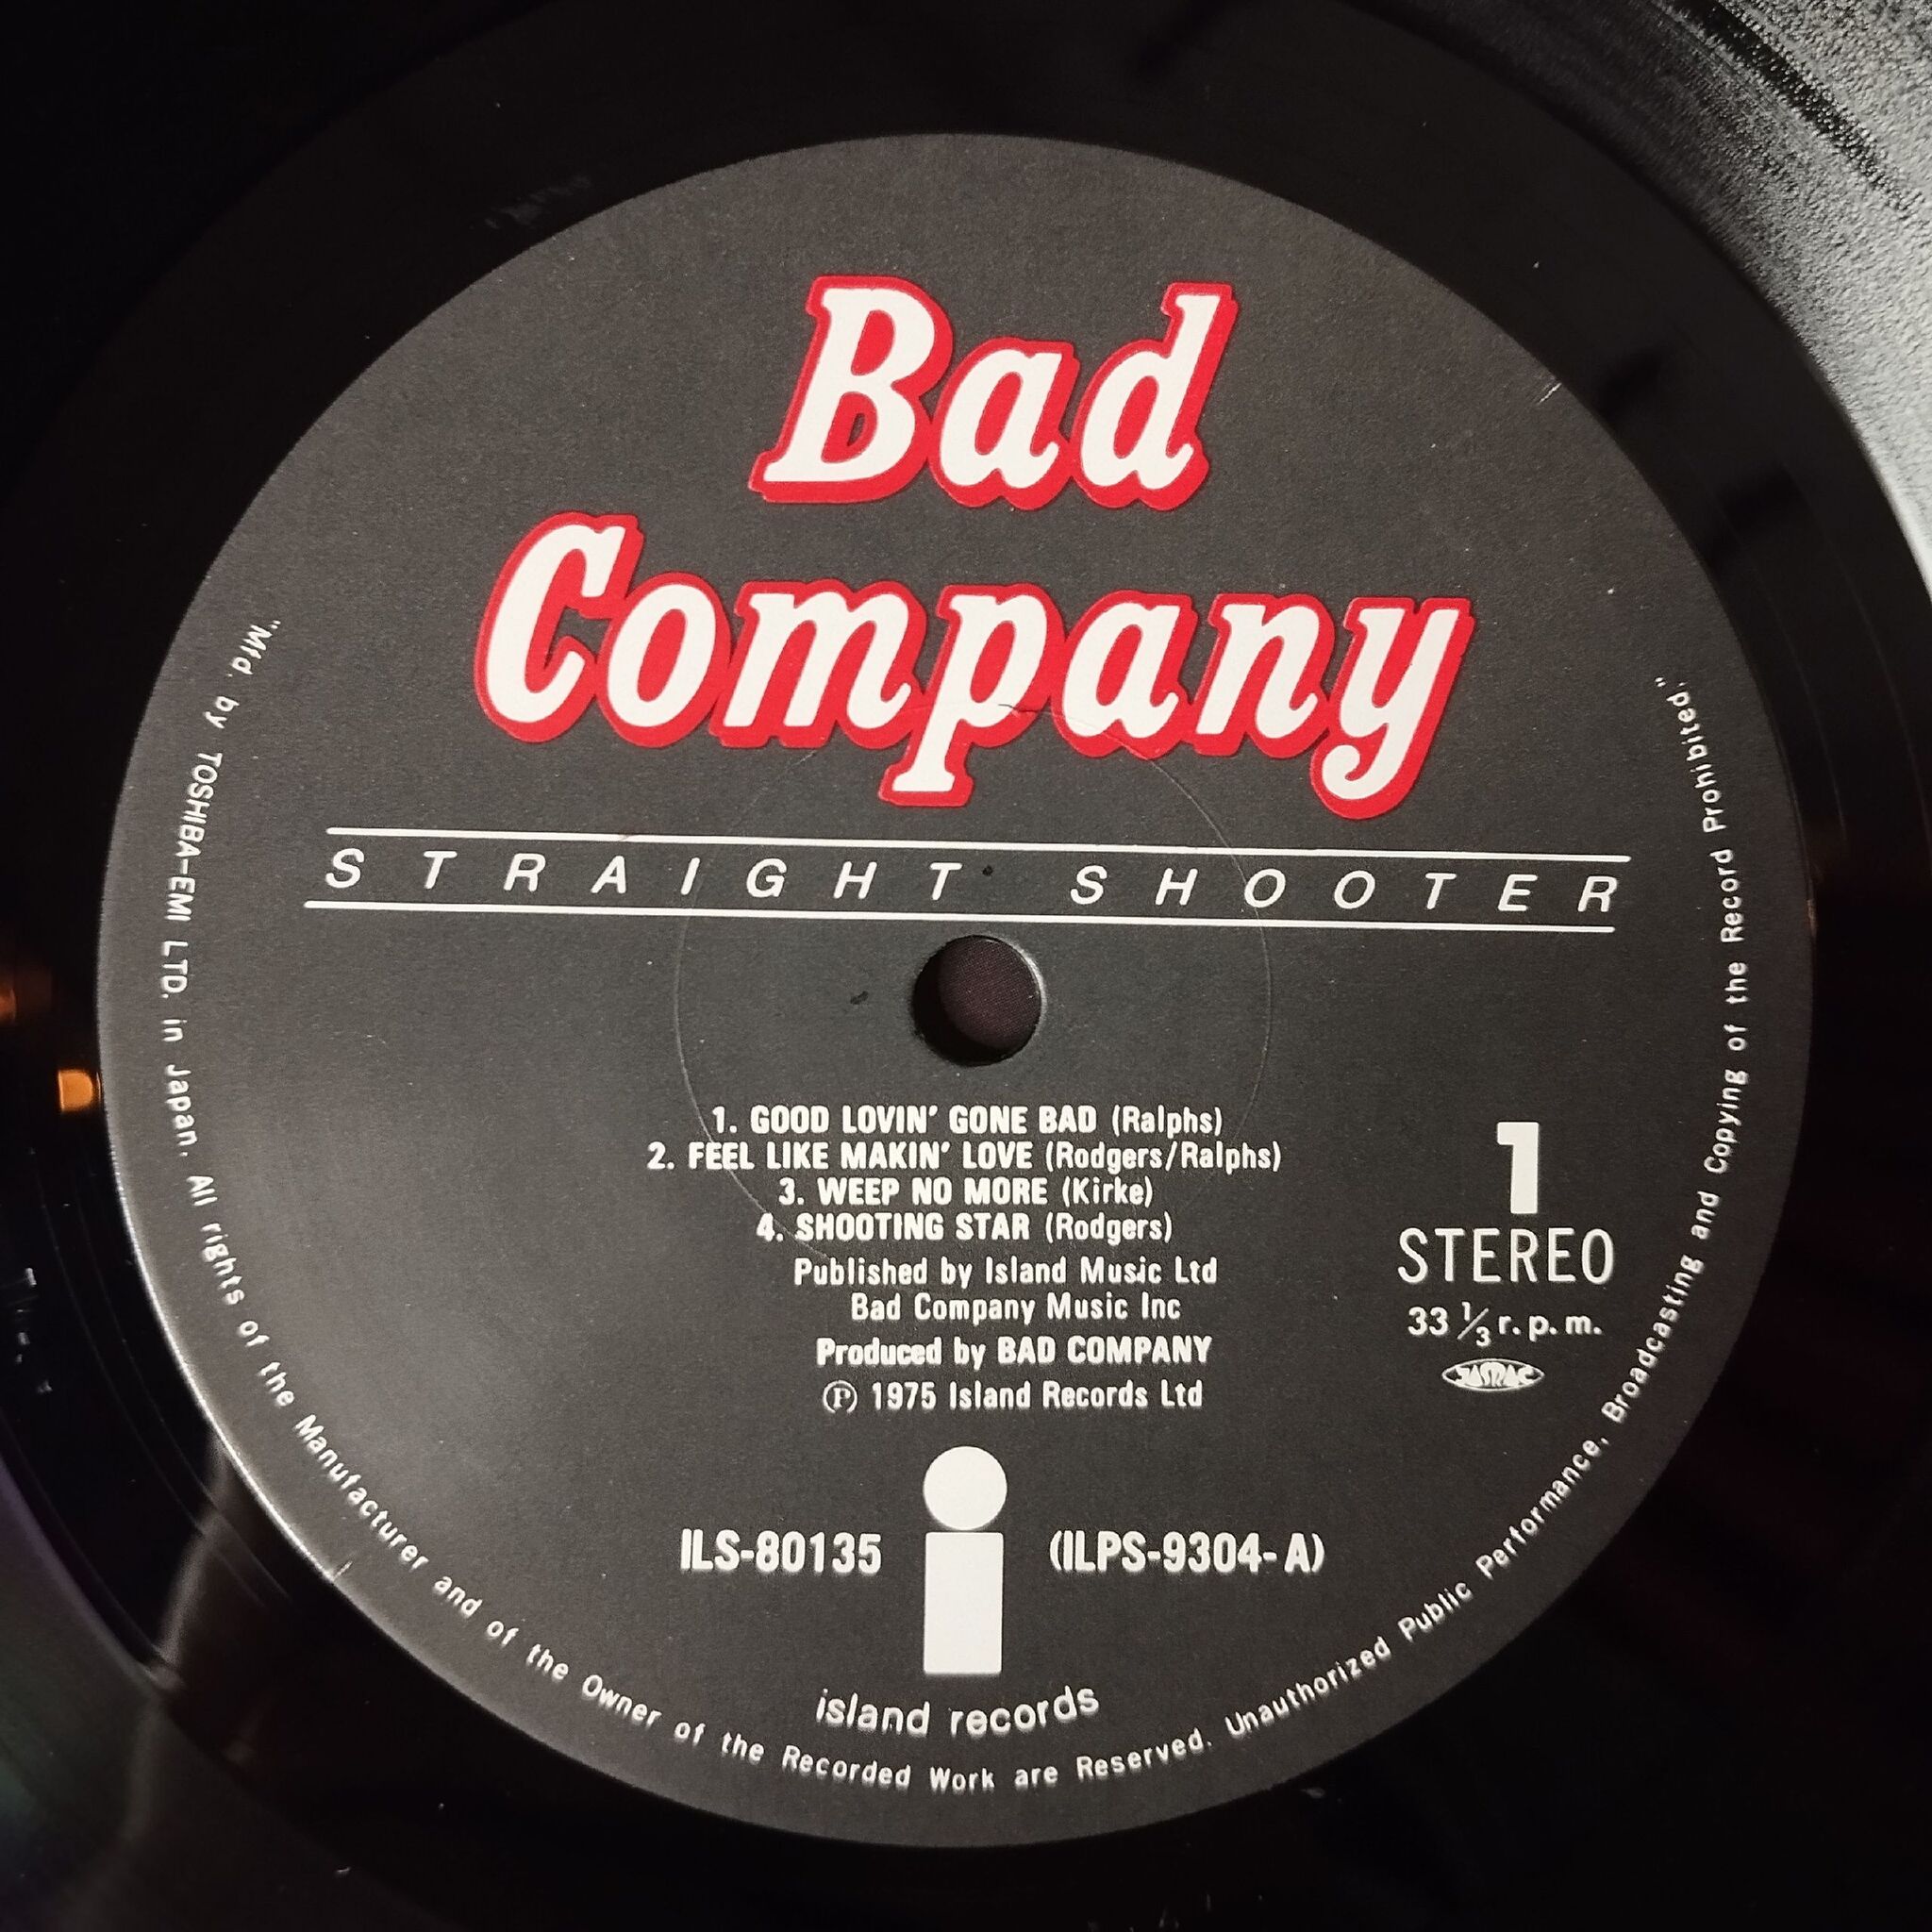 Bad
Company
STRAIGHT SHOOTER
1. GOOD LOVIN' GONE BAD (Ralphs)
2. FEEL LIKE MAKIN' LOVE (Rodgers/Ralphs)
3. WEEP NO MORE (Kirke)
4. SHOOTING STAR (Rodgers)
Published by Island Music Ltd
Bad Company Music Inc
Produced by BAD COMPANY
Ⓟ 1975 Island Records Ltd
1
STEREO
33 1/3 r.p.m.
JASRAC
ILS-80135 (ILPS-9304-A)
island records
"Mfd. by TOSHIBA-EMI LTD. in Japan. All rights of the Manufacturer and of the Owner of the Recorded Work are Reserved. Unauthorized Public Performance, Broadcasting and Copying of the Record Prohibited."